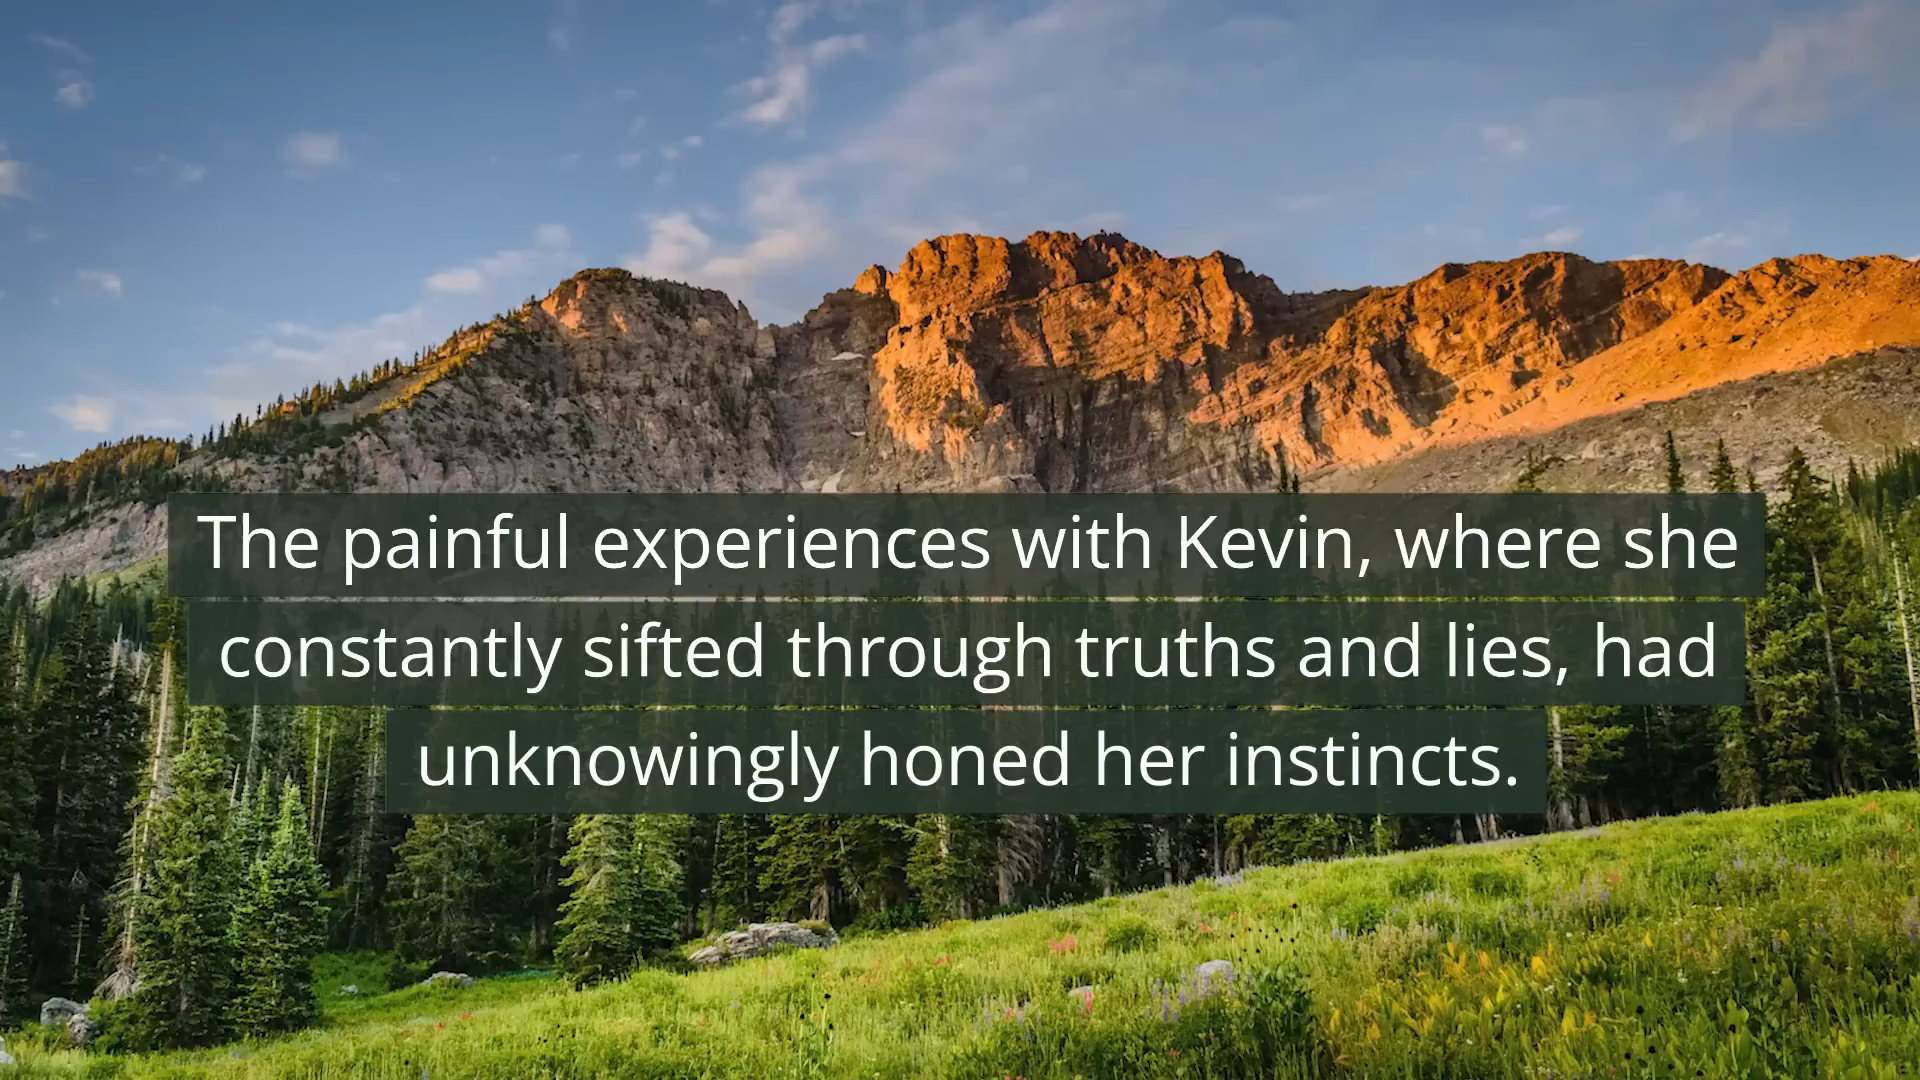 The painful experiences with Kevin, where she
constantly sifted through truths and lies, had
unknowingly honed her instincts.